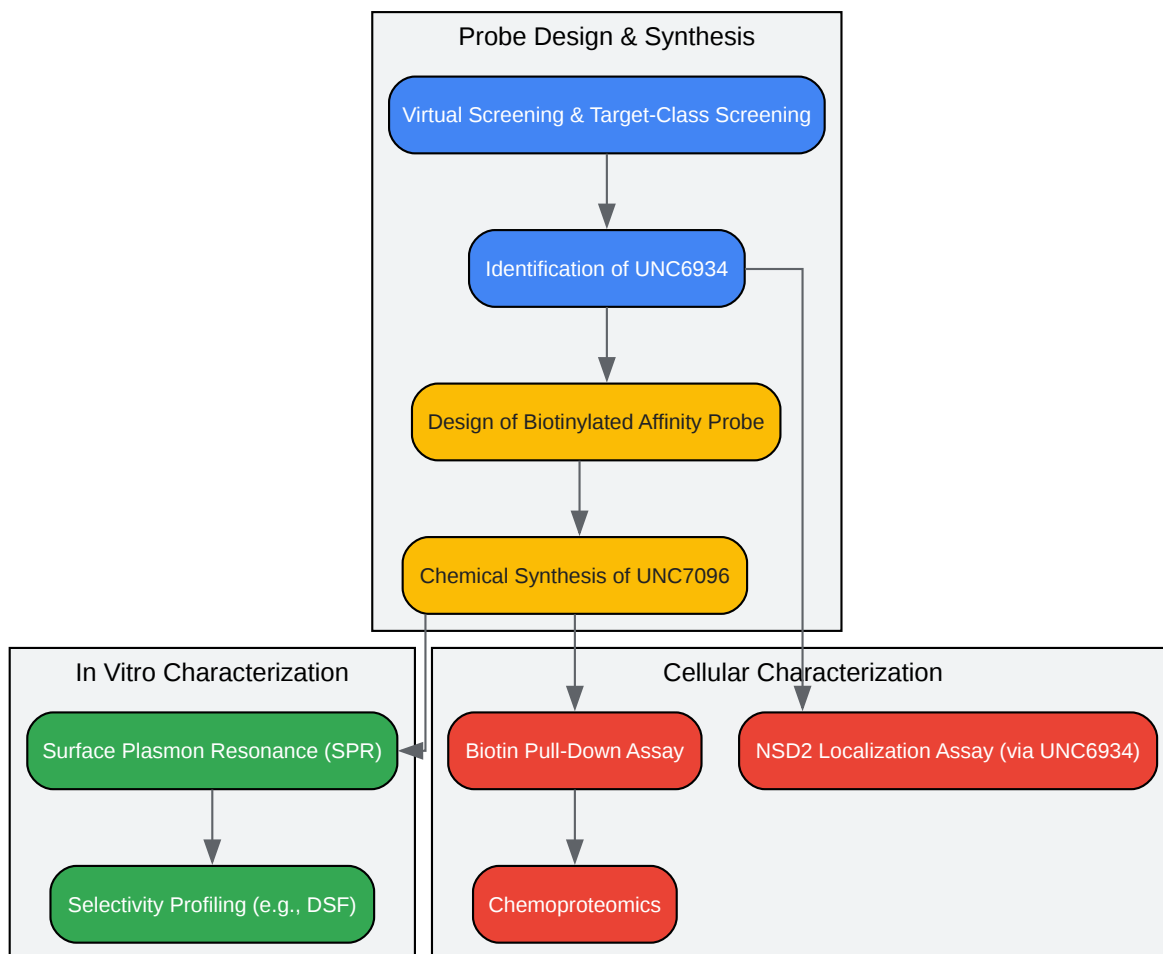 Probe Design & Synthesis
Virtual Screening & Target-Class Screening
Identification of UNC6934
Design of Biotinylated Affinity Probe
Chemical Synthesis of UNC7096
In Vitro Characterization
Surface Plasmon Resonance (SPR)
Selectivity Profiling (e.g., DSF)
Cellular Characterization
Biotin Pull-Down Assay
NSD2 Localization Assay (via UNC6934)
Chemoproteomics